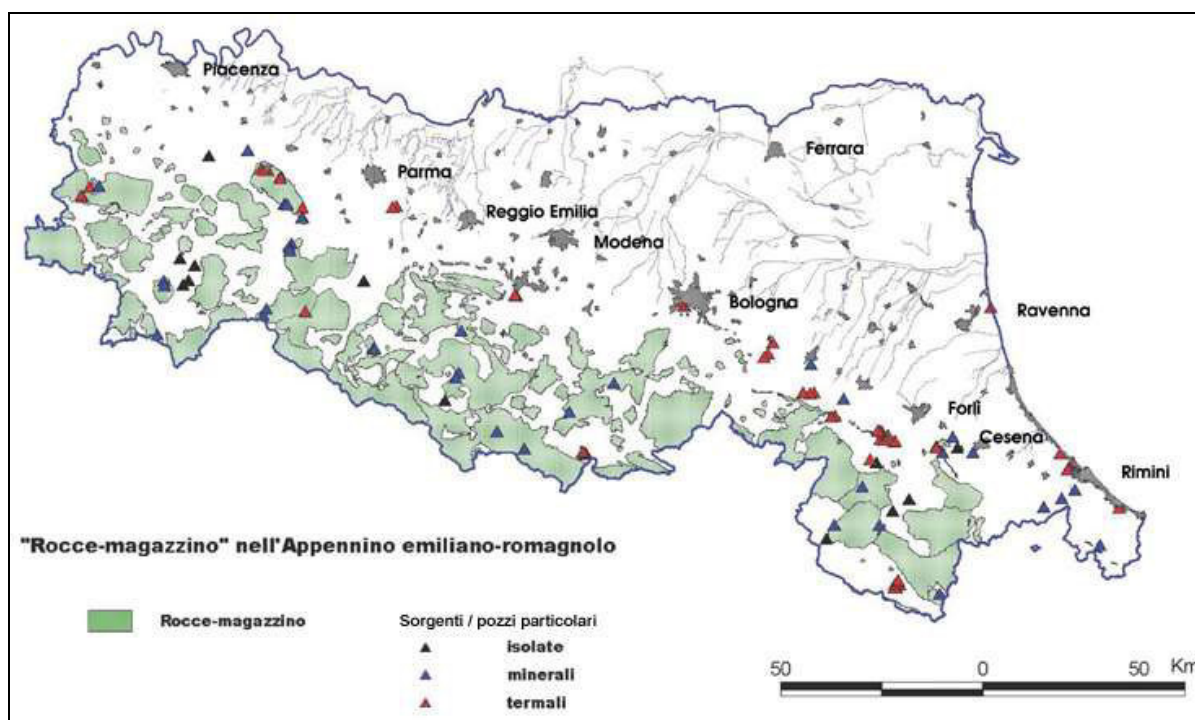 Piacenza
Parma
Ferrara
Reggio Emilia
Modena
Bologna
Ravenna
Forlì
Cesena
Rimini
"Rocce-magazzino" nell'Appennino emiliano-romagnolo
Rocce-magazzino
Sorgenti / pozzi particolari
isolate
minerali
termali
50 0 50 Km